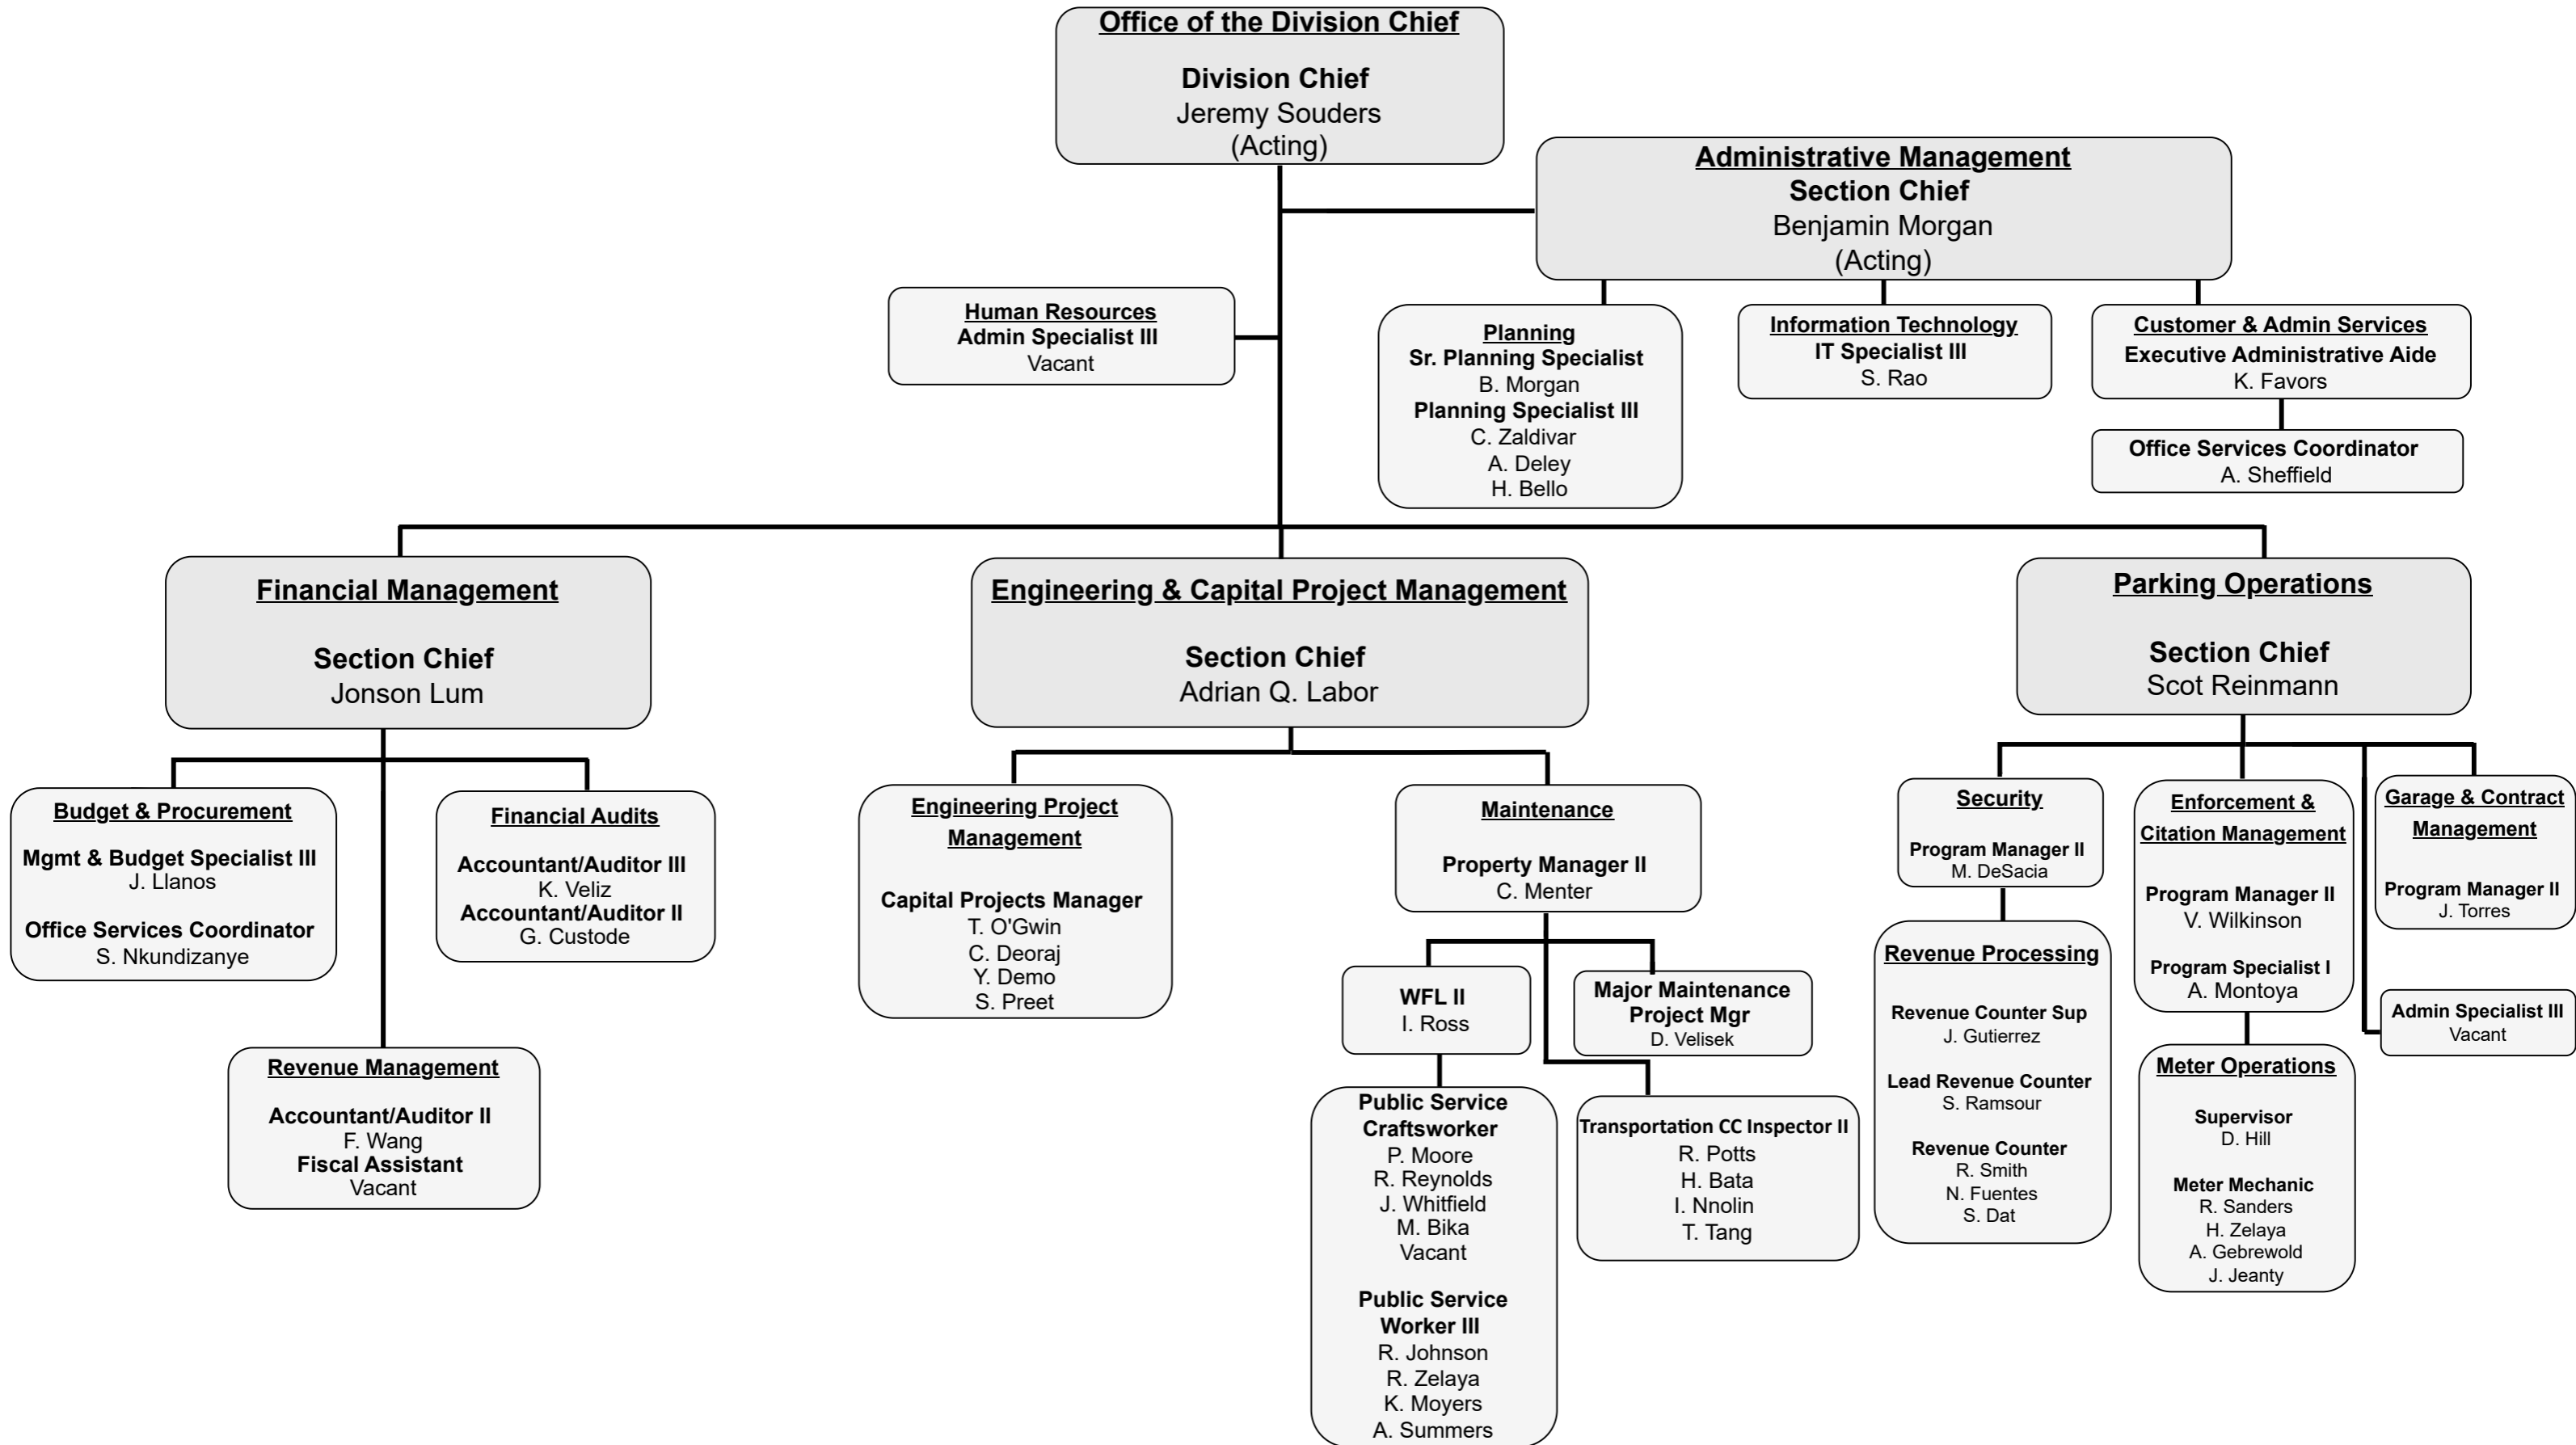 Office of the Division Chief
Division Chief
Jeremy Souders
(Acting)
Administrative Management
Section Chief
Benjamin Morgan
(Acting)
Human Resources
Admin Specialist III
Vacant
Planning
Sr. Planning Specialist
B. Morgan
Planning Specialist III
C. Zaldivar
A. Deley
H. Bello
Information Technology
IT Specialist III
S. Rao
Customer & Admin Services
Executive Administrative Aide
K. Favors
Office Services Coordinator
A. Sheffield
Financial Management
Section Chief
Jonson Lum
Engineering & Capital Project Management
Section Chief
Adrian Q. Labor
Parking Operations
Section Chief
Scot Reinmann
Budget & Procurement
Mgmt & Budget Specialist III
J. Llanos
Office Services Coordinator
S. Nkundizanye
Financial Audits
Accountant/Auditor III
K. Veliz
Accountant/Auditor II
G. Custode
Revenue Management
Accountant/Auditor II
F. Wang
Fiscal Assistant
Vacant
Engineering Project
Management
Capital Projects Manager
T. O'Gwin
C. Deoraj
Y. Demo
S. Preet
Maintenance
Property Manager II
C. Menter
WFL II
I. Ross
Major Maintenance
Project Mgr
D. Velisek
Public Service
Craftsworker
P. Moore
R. Reynolds
J. Whitfield
M. Bika
Vacant
Public Service
Worker III
R. Johnson
R. Zelaya
K. Moyers
A. Summers
Transportation CC Inspector II
R. Potts
H. Bata
I. Nnolin
T. Tang
Security
Program Manager II
M. DeSacia
Revenue Processing
Revenue Counter Sup
J. Gutierrez
Lead Revenue Counter
S. Ramsour
Revenue Counter
R. Smith
N. Fuentes
S. Dat
Enforcement &
Citation Management
Program Manager II
V. Wilkinson
Program Specialist I
A. Montoya
Meter Operations
Supervisor
D. Hill
Meter Mechanic
R. Sanders
H. Zelaya
A. Gebrewold
J. Jeanty
Garage & Contract
Management
Program Manager II
J. Torres
Admin Specialist III
Vacant